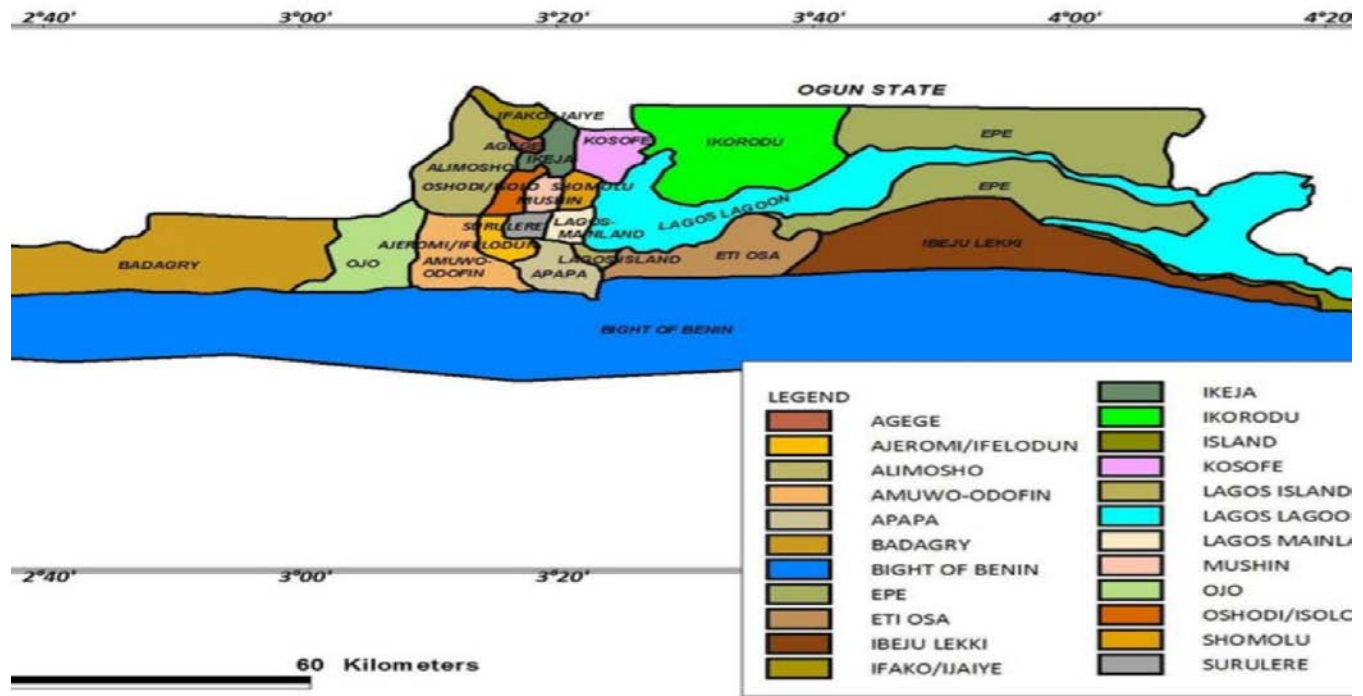 2°40' 3°00' 3°20' 3°40' 4°00' 4°20'
OGUN STATE
IFAKO/IJAIYE
AGEGE
IKEJA
KOSOFE
IKORODU
EPE
ALIMOSHO
OSHODI/ISOLO
SHOMOLU
MUSHIN
EPE
LAGOS LAGOON
SURULERE
LAGOS-
MAINLAND
AJEROMI/IFELODUN
IBEJU LEKKI
BADAGRY
OJO
AMUWO-
ODOFIN
LAGOS ISLAND
ETI OSA
APAPA
BIGHT OF BENIN
LEGEND
AGEGE
AJEROMI/IFELODUN
ALIMOSHO
AMUWO-ODOFIN
APAPA
BADAGRY
BIGHT OF BENIN
EPE
ETI OSA
IBEJU LEKKI
IFAKO/IJAIYE
IKEJA
IKORODU
ISLAND
KOSOFE
LAGOS ISLAND
LAGOS LAGOO
LAGOS MAINLA
MUSHIN
OJO
OSHODI/ISOLO
SHOMOLU
SURULERE
2°40' 3°00' 3°20'
60 Kilometers